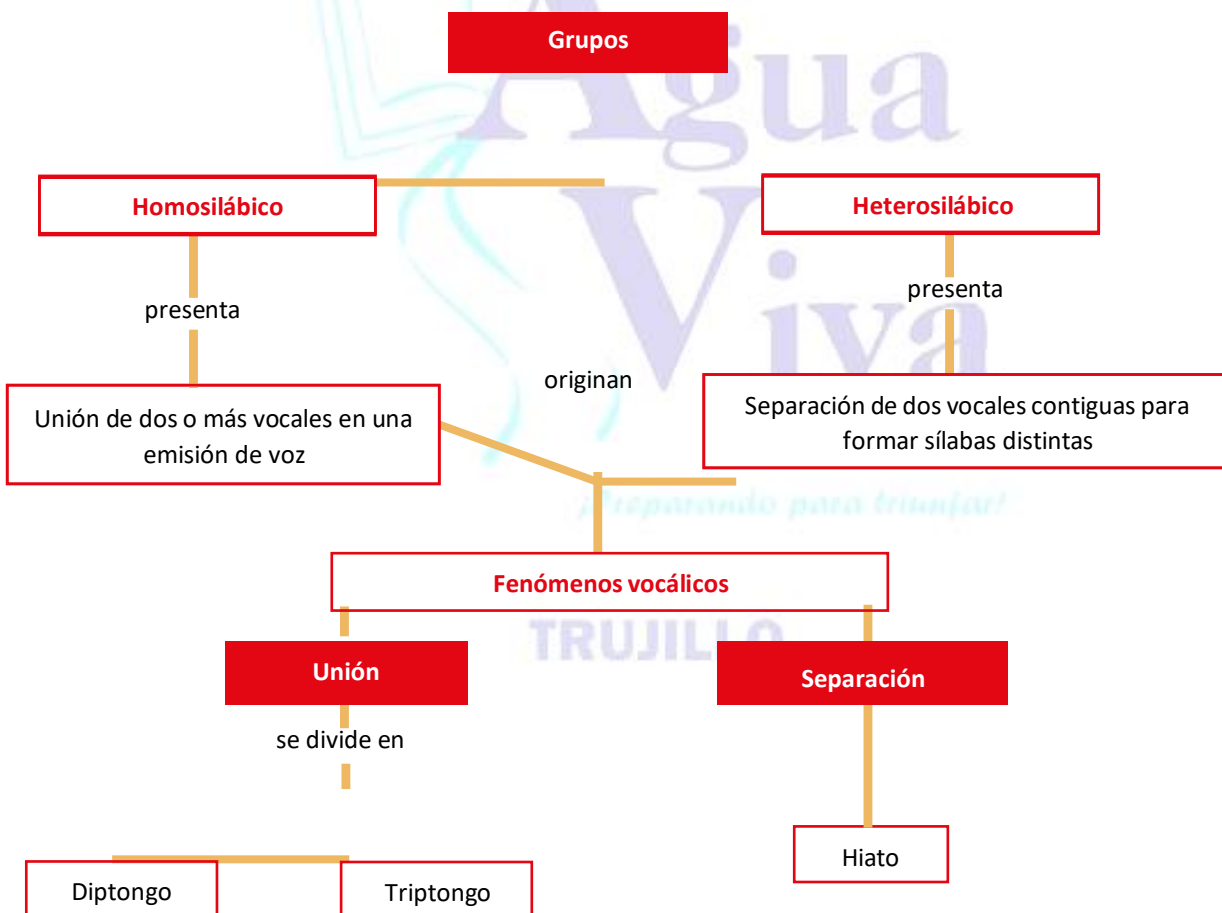 Grupos
Agua
Viva
Homosilábico
Heterosilábico
presenta
presenta
originan
Unión de dos o más vocales en una
emisión de voz
Separación de dos vocales contiguas para
formar sílabas distintas
¡Preparando para triunfar!
Fenómenos vocálicos
TRUJILLO
Unión
Separación
se divide en
Hiato
Diptongo
Triptongo